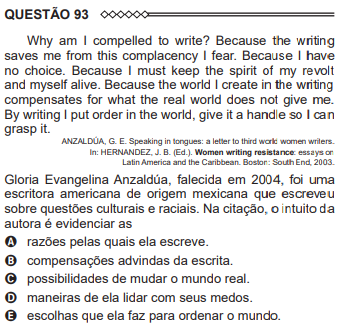 QUESTÃO 93
Why am I compelled to write? Because the writing
saves me from this complacency I fear. Because I have
no choice. Because I must keep the spirit of my revolt
and myself alive. Because the world I create in the writing
compensates for what the real world does not give me.
By writing I put order in the world, give it a handle so I can
grasp it.
ANZALDÚA, G. E. Speaking in tongues: a letter to third world women writers.
In: HERNANDEZ, J. B. (Ed.). Women writing resistance: essays on
Latin America and the Caribbean. Boston: South End, 2003.
Gloria Evangelina Anzaldúa, falecida em 2004, foi uma
escritora americana de origem mexicana que escreveu
sobre questões culturais e raciais. Na citação, o intuito da
autora é evidenciar as
A razões pelas quais ela escreve.
B compensações advindas da escrita.
C possibilidades de mudar o mundo real.
D maneiras de ela lidar com seus medos.
E escolhas que ela faz para ordenar o mundo.